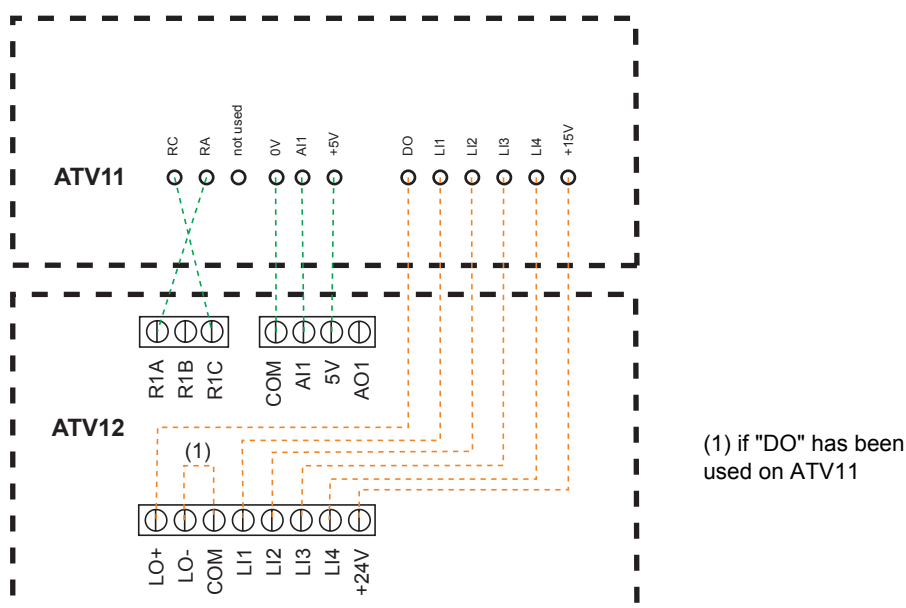 RC RA not used 0V AI1 +5V DO LI1 LI2 LI3 LI4 +15V
ATV11
R1A R1B R1C COM AI1 5V AO1
ATV12
(1)
(1) if "DO" has been
used on ATV11
LO+ LO- COM LI1 LI2 LI3 LI4 +24V